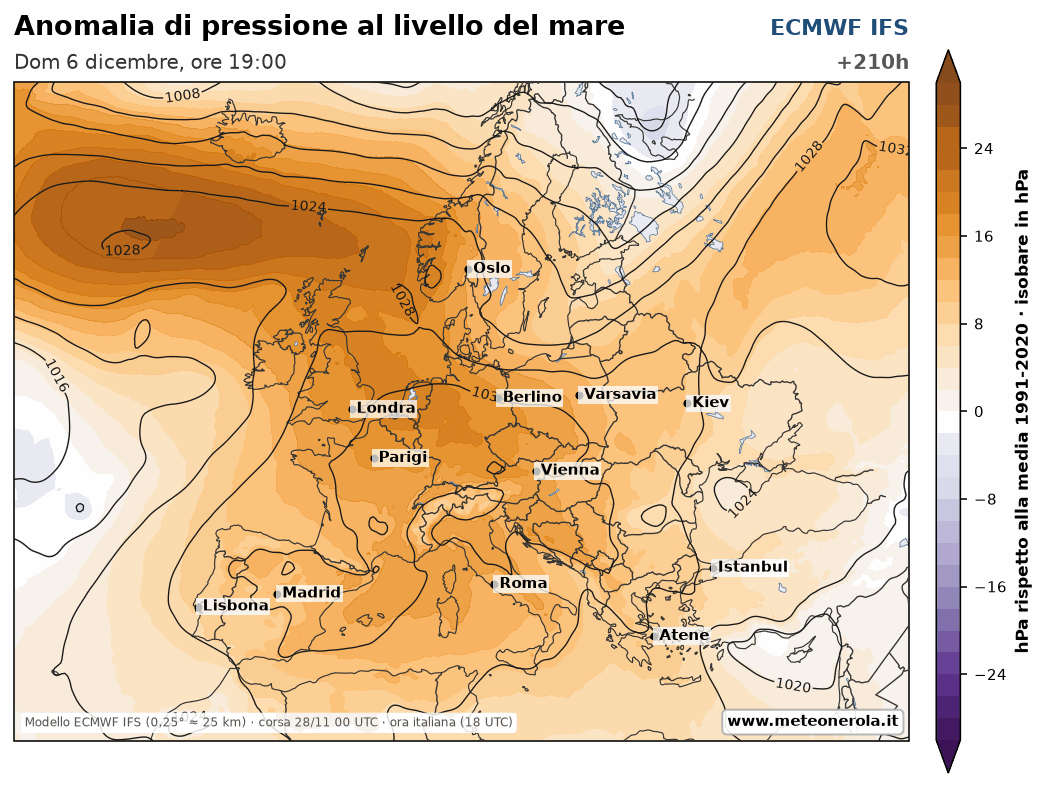 Anomalia di pressione al livello del mare
ECMWF IFS
Dom 6 dicembre, ore 19:00
+210h
1008
1028
1032
1024
1028
1028
1016
Oslo
Londra
Berlino
Varsavia
Kiev
Parigi
Vienna
1024
Istanbul
Roma
Madrid
Lisbona
Atene
1020
Modello ECMWF IFS (0,25° ≈ 25 km) · corsa 28/11 00 UTC · ora italiana (18 UTC)
www.meteonerola.it
24
16
8
0
−8
−16
−24
hPa rispetto alla media 1991-2020 · isobare in hPa